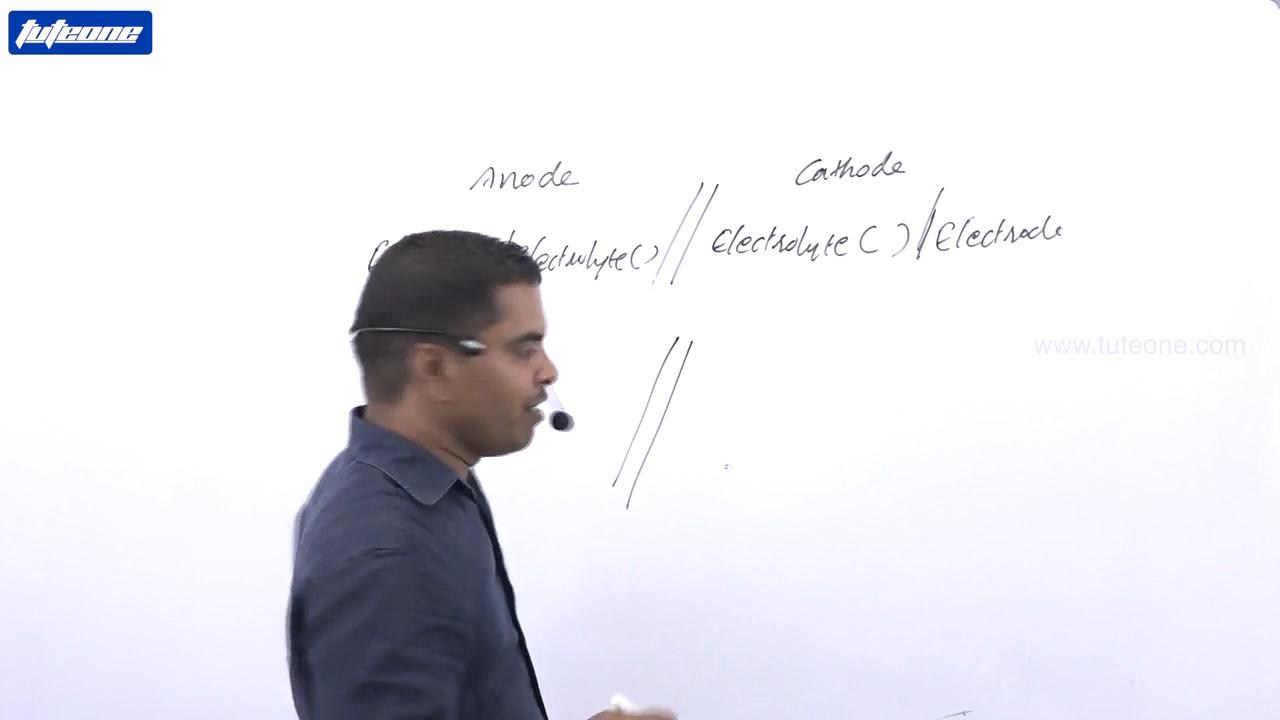 tuteone
Anode Cathode
electrolyte ( ) // Electrolyte ( ) / Electrode
www.tuteone.com
//